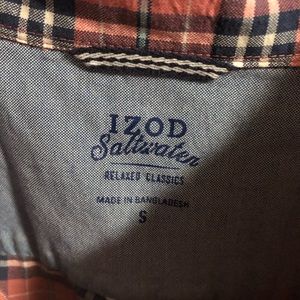 IZOD
Saltwater
RELAXED CLASSICS
MADE IN BANGLADESH
S